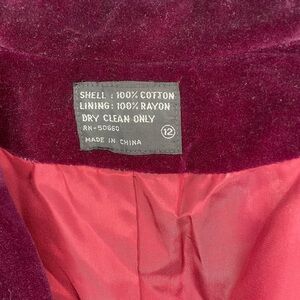 SHELL : 100% COTTON
LINING: 100% RAYON
DRY CLEAN ONLY
RN-50660
12
MADE IN CHINA